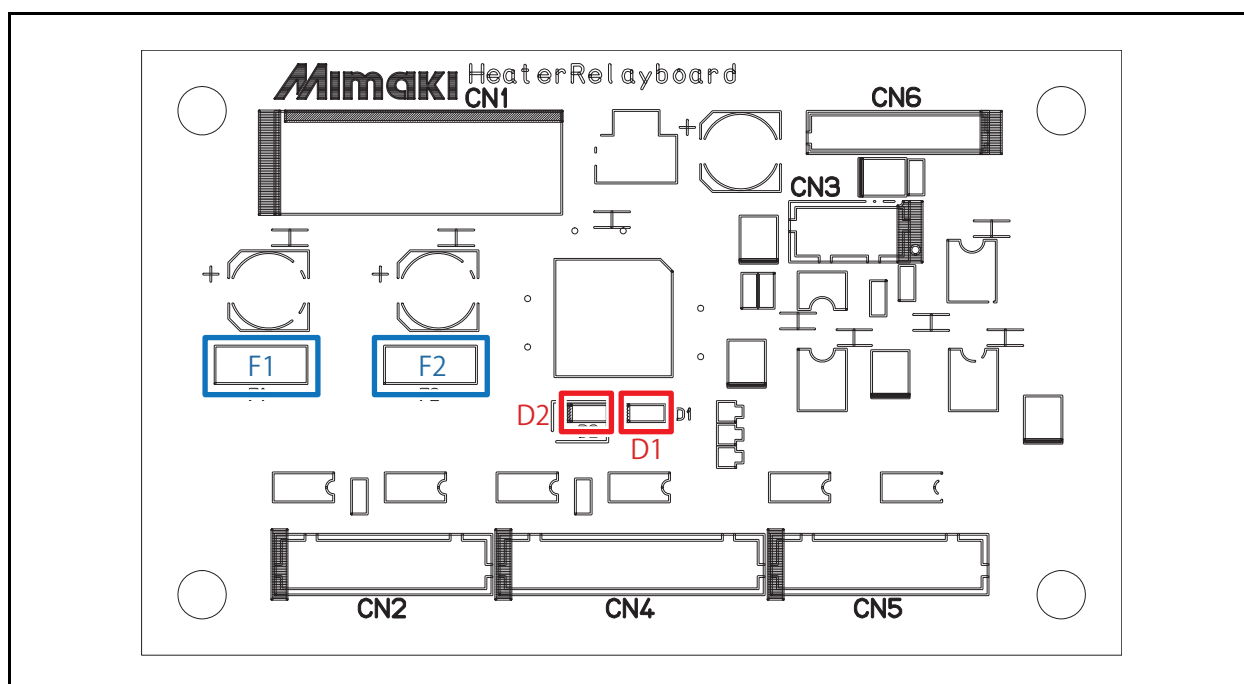 Mimaki HeaterRelayboard
CN1
CN6
CN3
F1
F2
D2
D1
D1
CN2
CN4
CN5